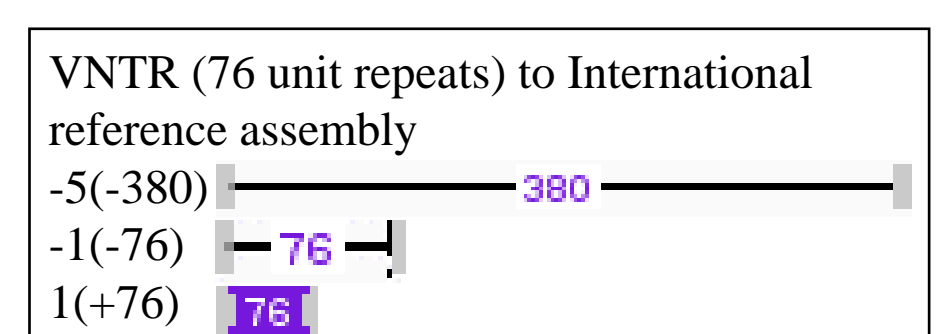 VNTR (76 unit repeats) to International
reference assembly
-5(-380) 380
-1(-76) 76
1(+76) 76